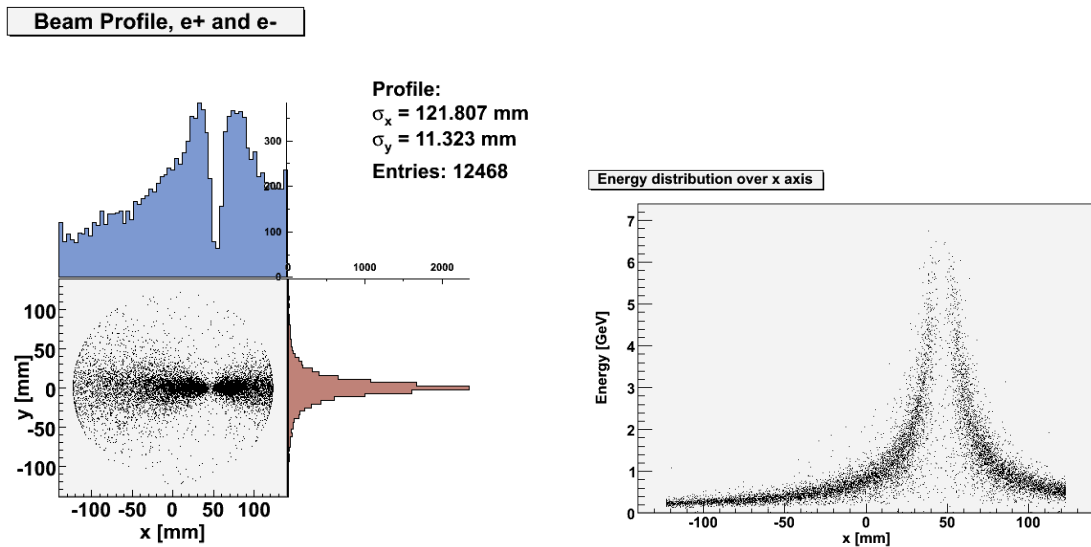 Beam Profile, e+ and e-
Profile:
σx = 121.807 mm
σy = 11.323 mm
Entries: 12468
300
200
100
0
0 1000 2000
100
50
0
-50
-100
y [mm]
-100 -50 0 50 100
x [mm]
Energy distribution over x axis
7
6
5
4
3
2
1
0
Energy [GeV]
-100 -50 0 50 100
x [mm]